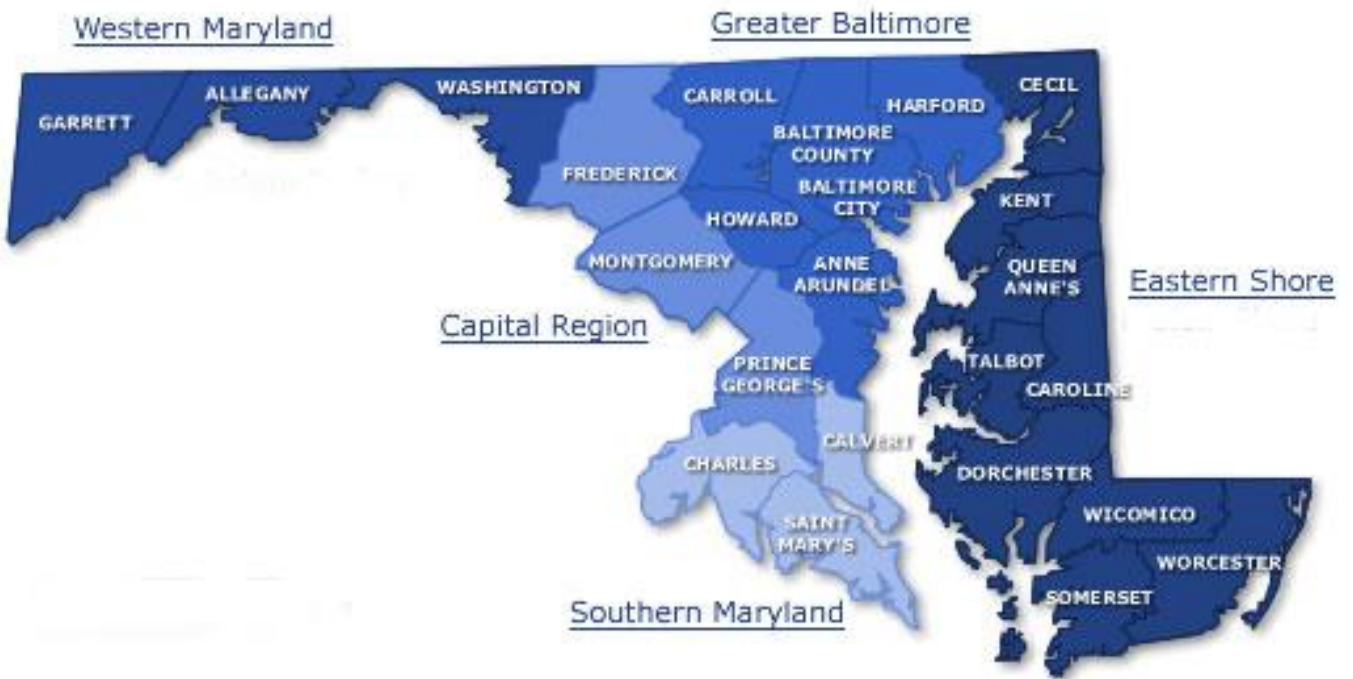 Western Maryland
Greater Baltimore
GARRETT
ALLEGANY
WASHINGTON
FREDERICK
CARROLL
BALTIMORE
COUNTY
HARFORD
CECIL
BALTIMORE
CITY
KENT
HOWARD
MONTGOMERY
ANNE
ARUNDEL
QUEEN
ANNE'S
Eastern Shore
Capital Region
PRINCE
GEORGE'S
TALBOT
CAROLINE
CALVERT
CHARLES
DORCHESTER
SAINT
MARY'S
WICOMICO
WORCESTER
SOMERSET
Southern Maryland